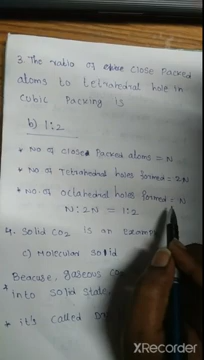 3. The ratio of close packed
atoms to tetrahedral hole in
cubic packing is
b) 1:2
* No of closed Packed atoms = N
* No of Tetrahedral holes formed = 2N
* No. of octahedral holes formed = N
N : 2N = 1:2
4. Solid CO2 is an examp
c) Molecular solid
Beacase, gaseous
* Into solid state
* it's called
XRecorder